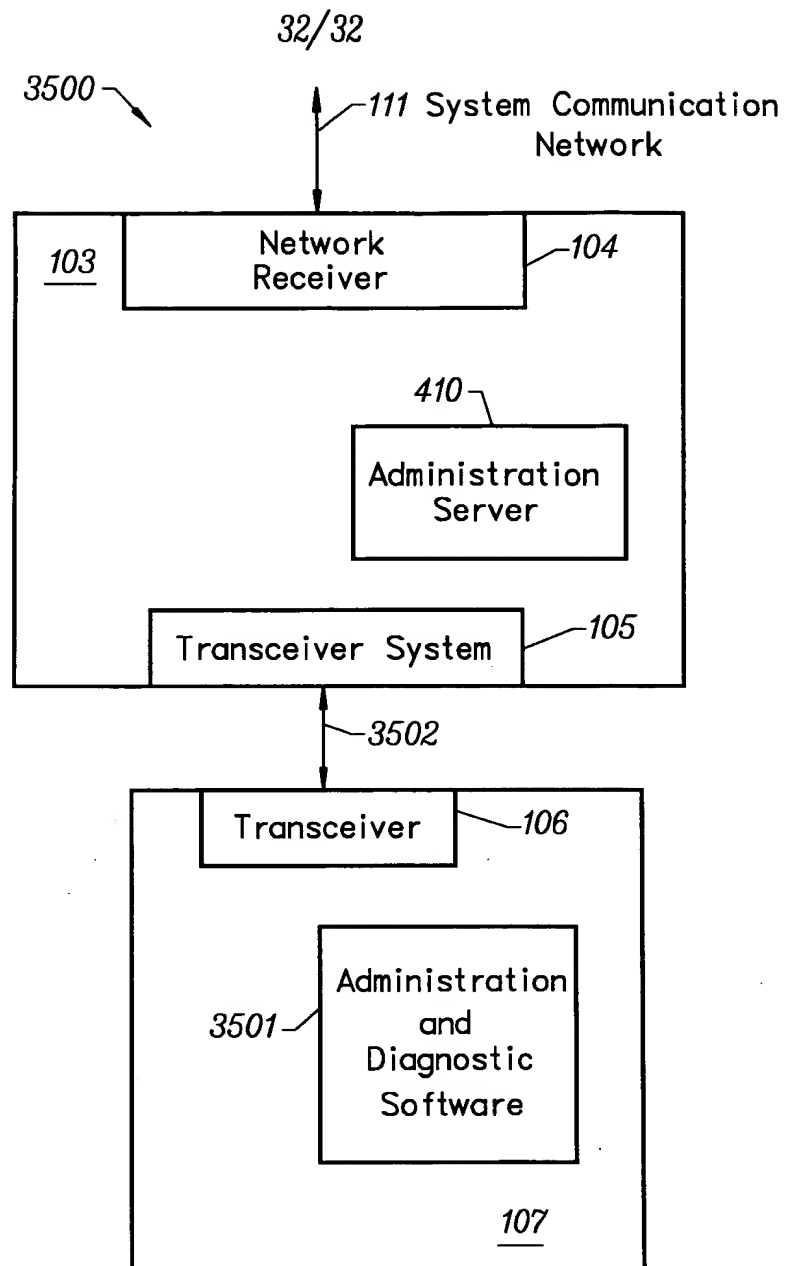 32/32
3500
111 System Communication
Network
103
Network
Receiver
104
410
Administration
Server
Transceiver System
105
3502
Transceiver
106
3501
Administration
and
Diagnostic
Software
107